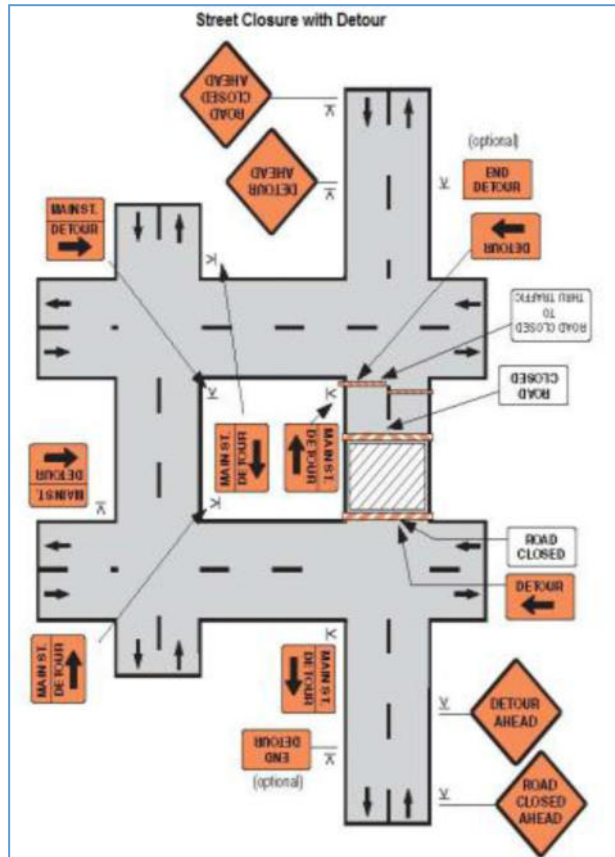 Street Closure with Detour
ROAD
CLOSED
AHEAD
DETOUR
AHEAD
(optional)
END
DETOUR
MAIN ST.
DETOUR
DETOUR
ROAD CLOSED
TO
THRU TRAFFIC
ROAD
CLOSED
MAIN ST.
DETOUR
MAIN ST.
DETOUR
MAIN ST.
DETOUR
ROAD
CLOSED
DETOUR
MAIN ST.
DETOUR
MAIN ST.
DETOUR
END
DETOUR
(optional)
DETOUR
AHEAD
ROAD
CLOSED
AHEAD